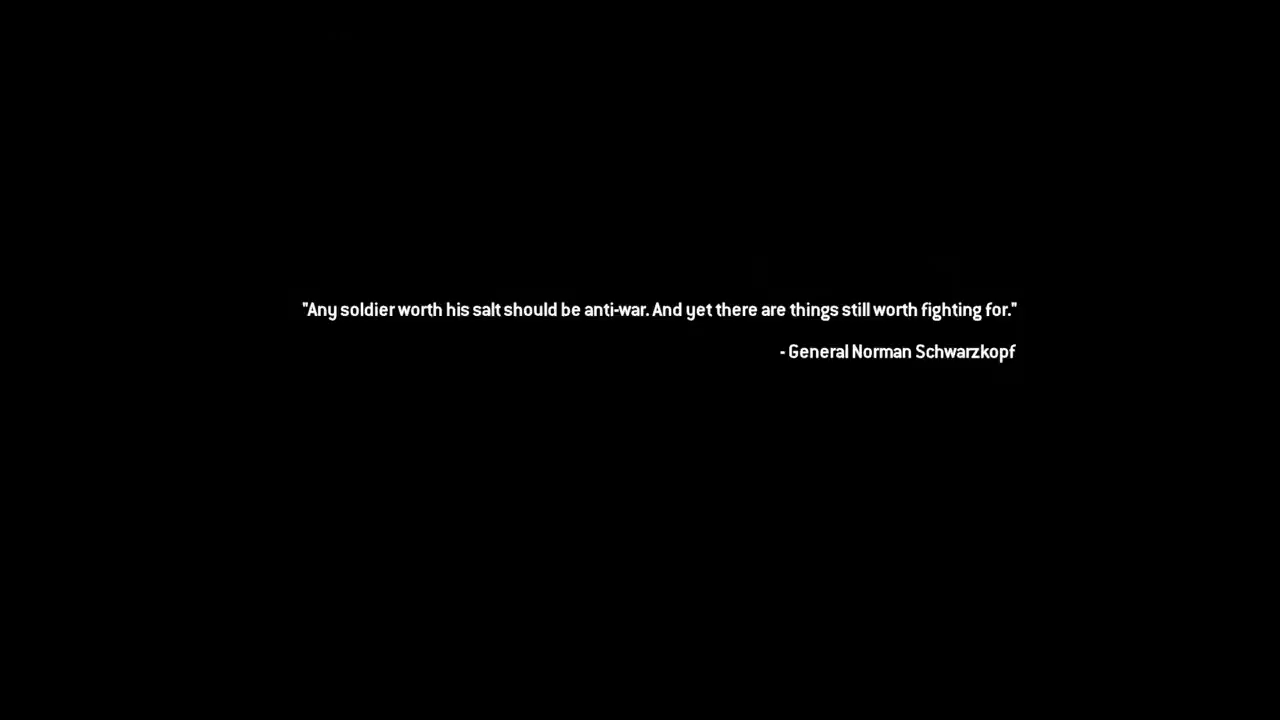 "Any soldier worth his salt should be anti-war. And yet there are things still worth fighting for."
- General Norman Schwarzkopf